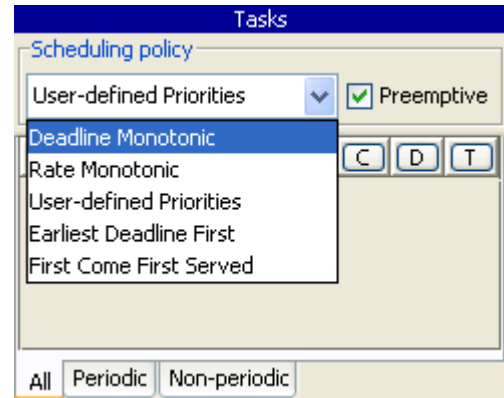 Tasks
Scheduling policy
User-defined Priorities Preemptive
Deadline Monotonic
C D T
Rate Monotonic
User-defined Priorities
Earliest Deadline First
First Come First Served
All Periodic Non-periodic